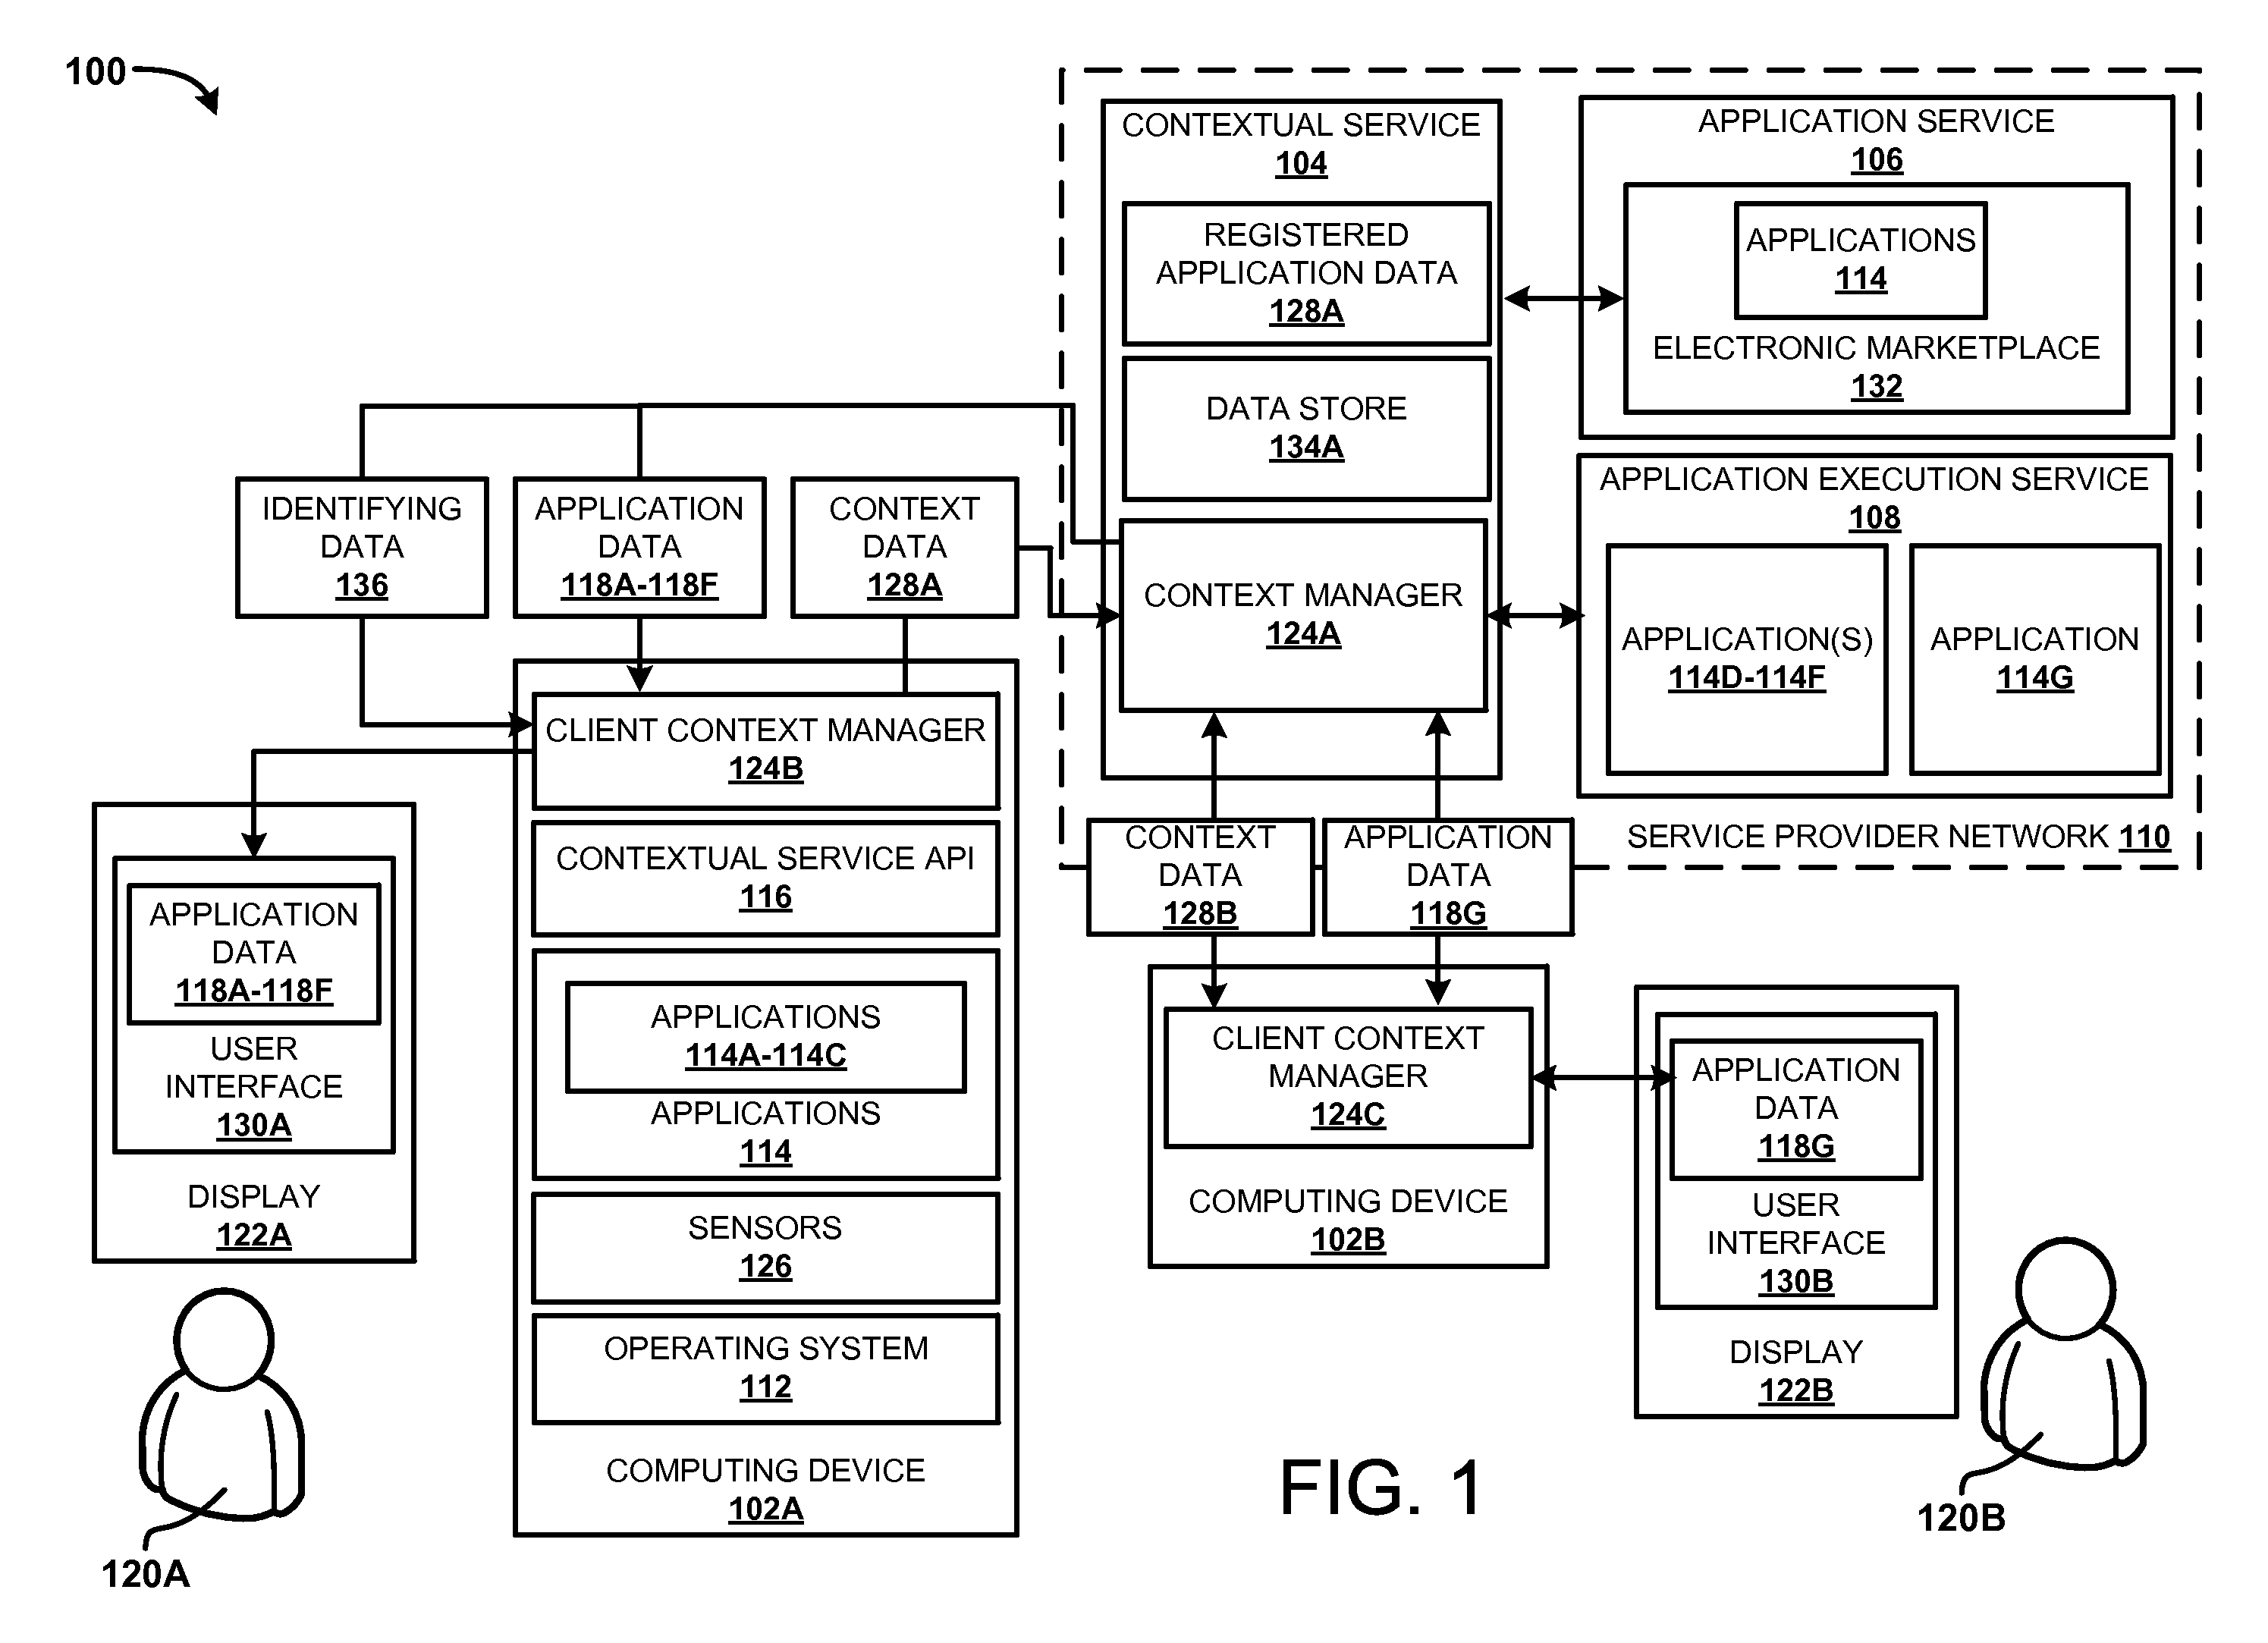 100
CONTEXTUAL SERVICE
104
REGISTERED
APPLICATION DATA
128A
DATA STORE
134A
CONTEXT MANAGER
124A
APPLICATION SERVICE
106
APPLICATIONS
114
ELECTRONIC MARKETPLACE
132
APPLICATION EXECUTION SERVICE
108
APPLICATION(S)
114D-114F
APPLICATION
114G
SERVICE PROVIDER NETWORK 110
IDENTIFYING
DATA
136
APPLICATION
DATA
118A-118F
CONTEXT
DATA
128A
CLIENT CONTEXT MANAGER
124B
CONTEXTUAL SERVICE API
116
APPLICATIONS
114A-114C
APPLICATIONS
114
SENSORS
126
OPERATING SYSTEM
112
COMPUTING DEVICE
102A
APPLICATION
DATA
118A-118F
USER
INTERFACE
130A
DISPLAY
122A
120A
CONTEXT
DATA
128B
APPLICATION
DATA
118G
CLIENT CONTEXT
MANAGER
124C
COMPUTING DEVICE
102B
APPLICATION
DATA
118G
USER
INTERFACE
130B
DISPLAY
122B
120B
FIG. 1